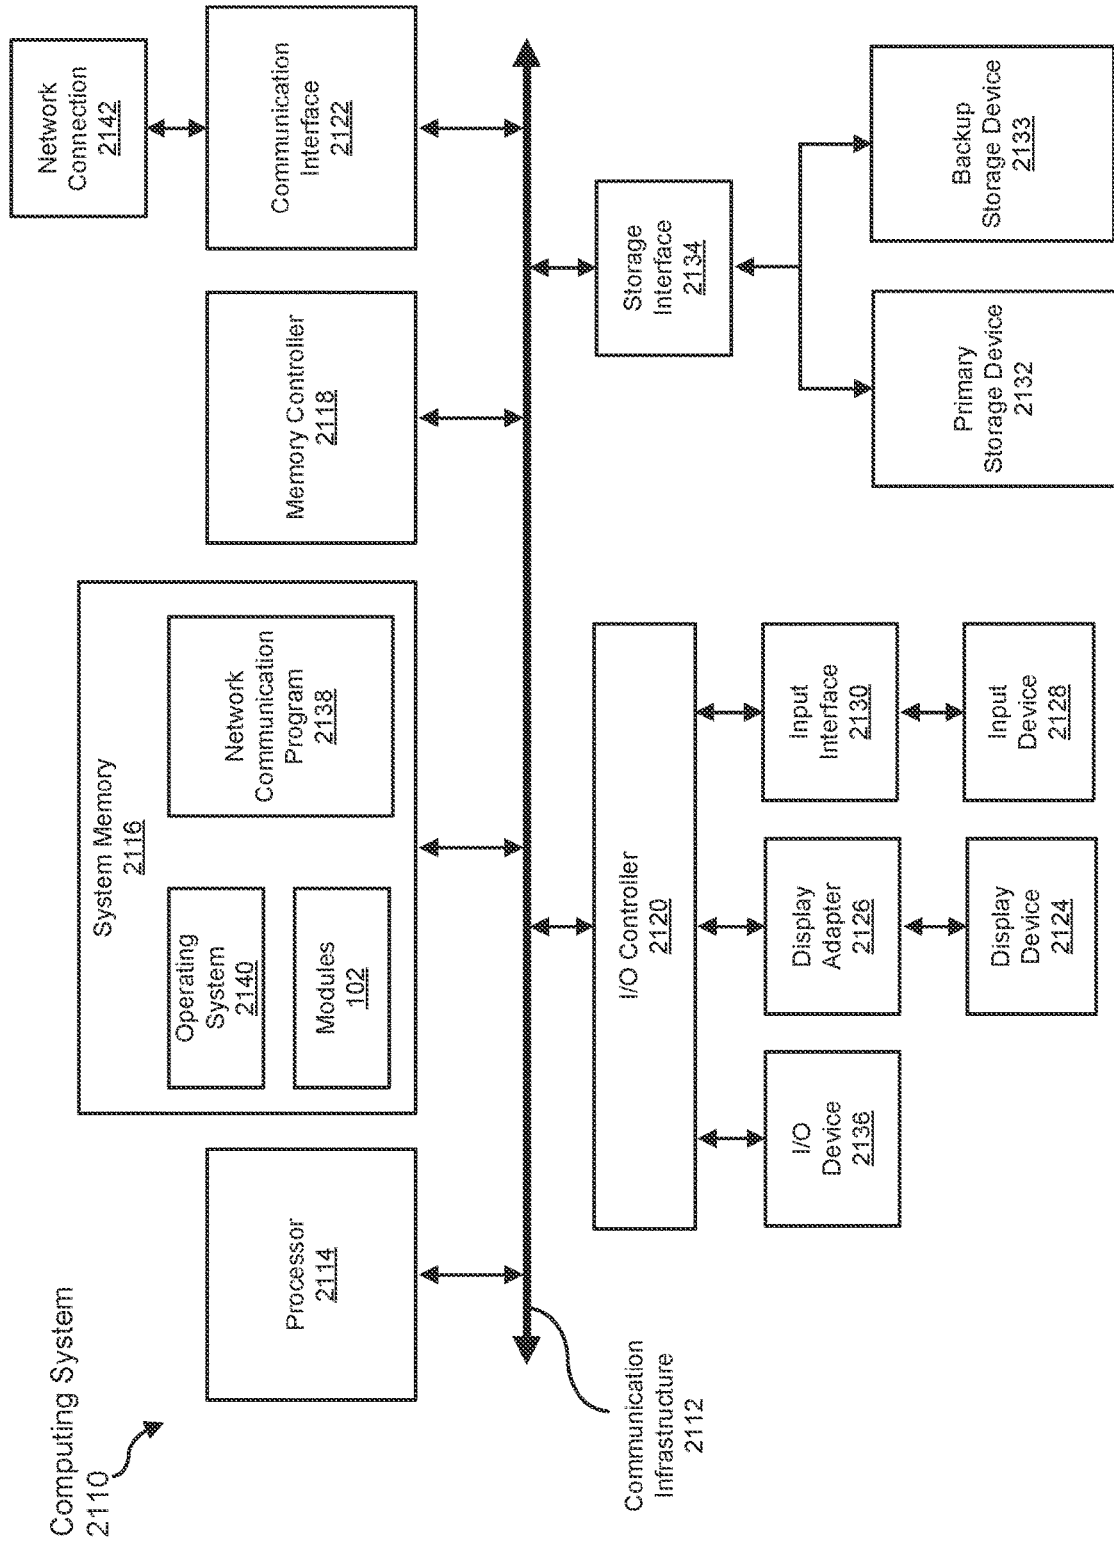 Computing System
2110
Processor
2114
System Memory
2116
Operating
System
2140
Modules
102
Network
Communication
Program
2138
Memory Controller
2118
Communication
Interface
2122
Network
Connection
2142
Communication
Infrastructure
2112
I/O Controller
2120
I/O
Device
2136
Display
Adapter
2126
Display
Device
2124
Input
Interface
2130
Input
Device
2128
Storage
Interface
2134
Primary
Storage Device
2132
Backup
Storage Device
2133